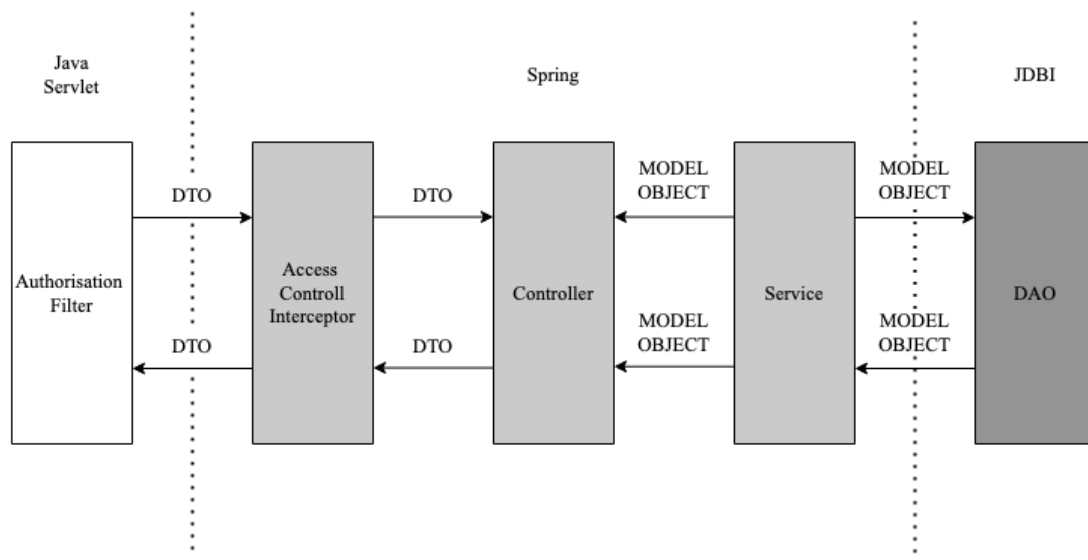 Java
Servlet
Spring
JDBI
DTO
DTO
MODEL
OBJECT
MODEL
OBJECT
Authorisation
Filter
Access
Controll
Interceptor
Controller
Service
DAO
DTO
DTO
MODEL
OBJECT
MODEL
OBJECT